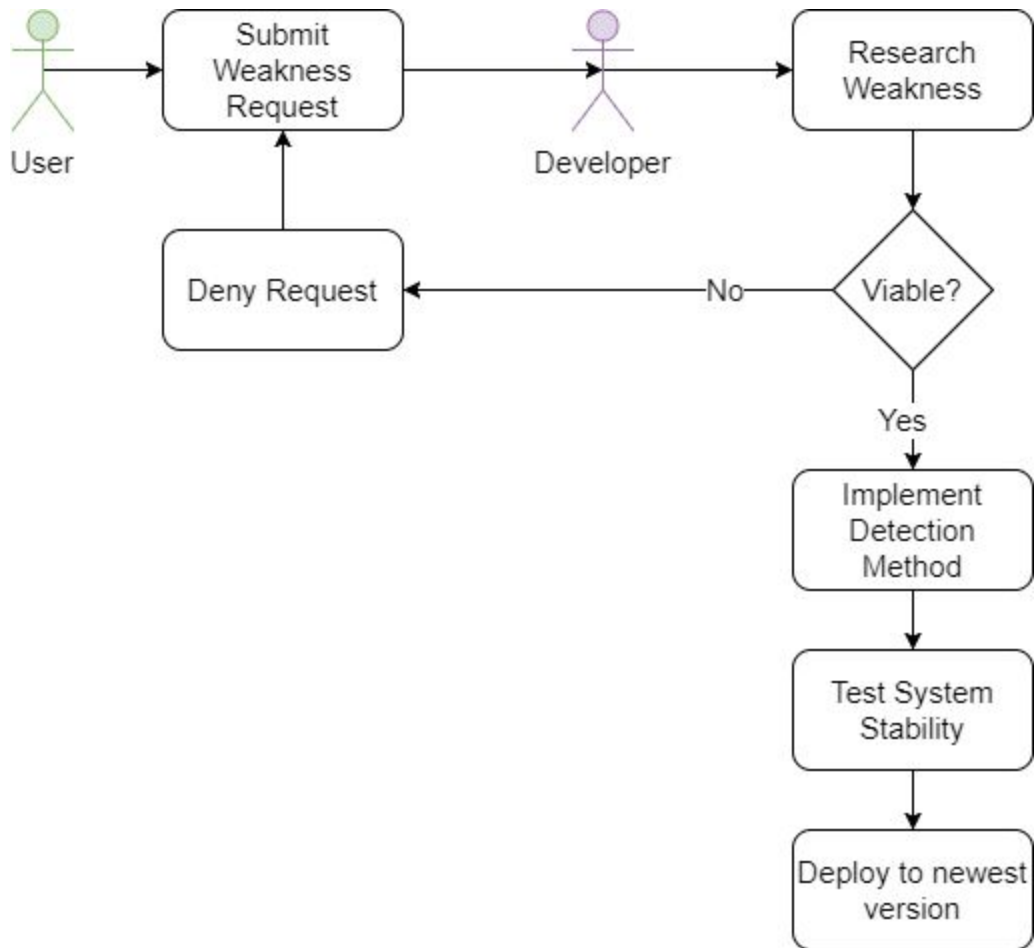 Submit
Weakness
Request
Research
Weakness
User
Developer
Deny Request
No
Viable?
Yes
Implement
Detection
Method
Test System
Stability
Deploy to newest
version